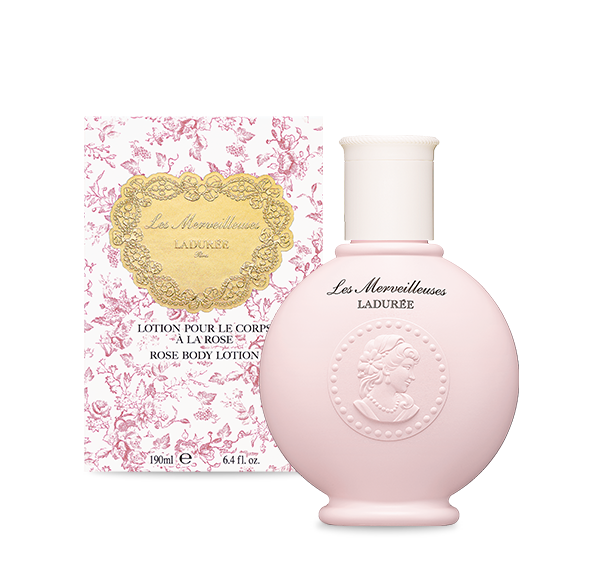 Les Merveilleuses
LADURÉE
Paris
LOTION POUR LE CORPS
À LA ROSE
ROSE BODY LOTION
190ml ℮ 6.4 fl. oz.
Les Merveilleuses
LADURÉE